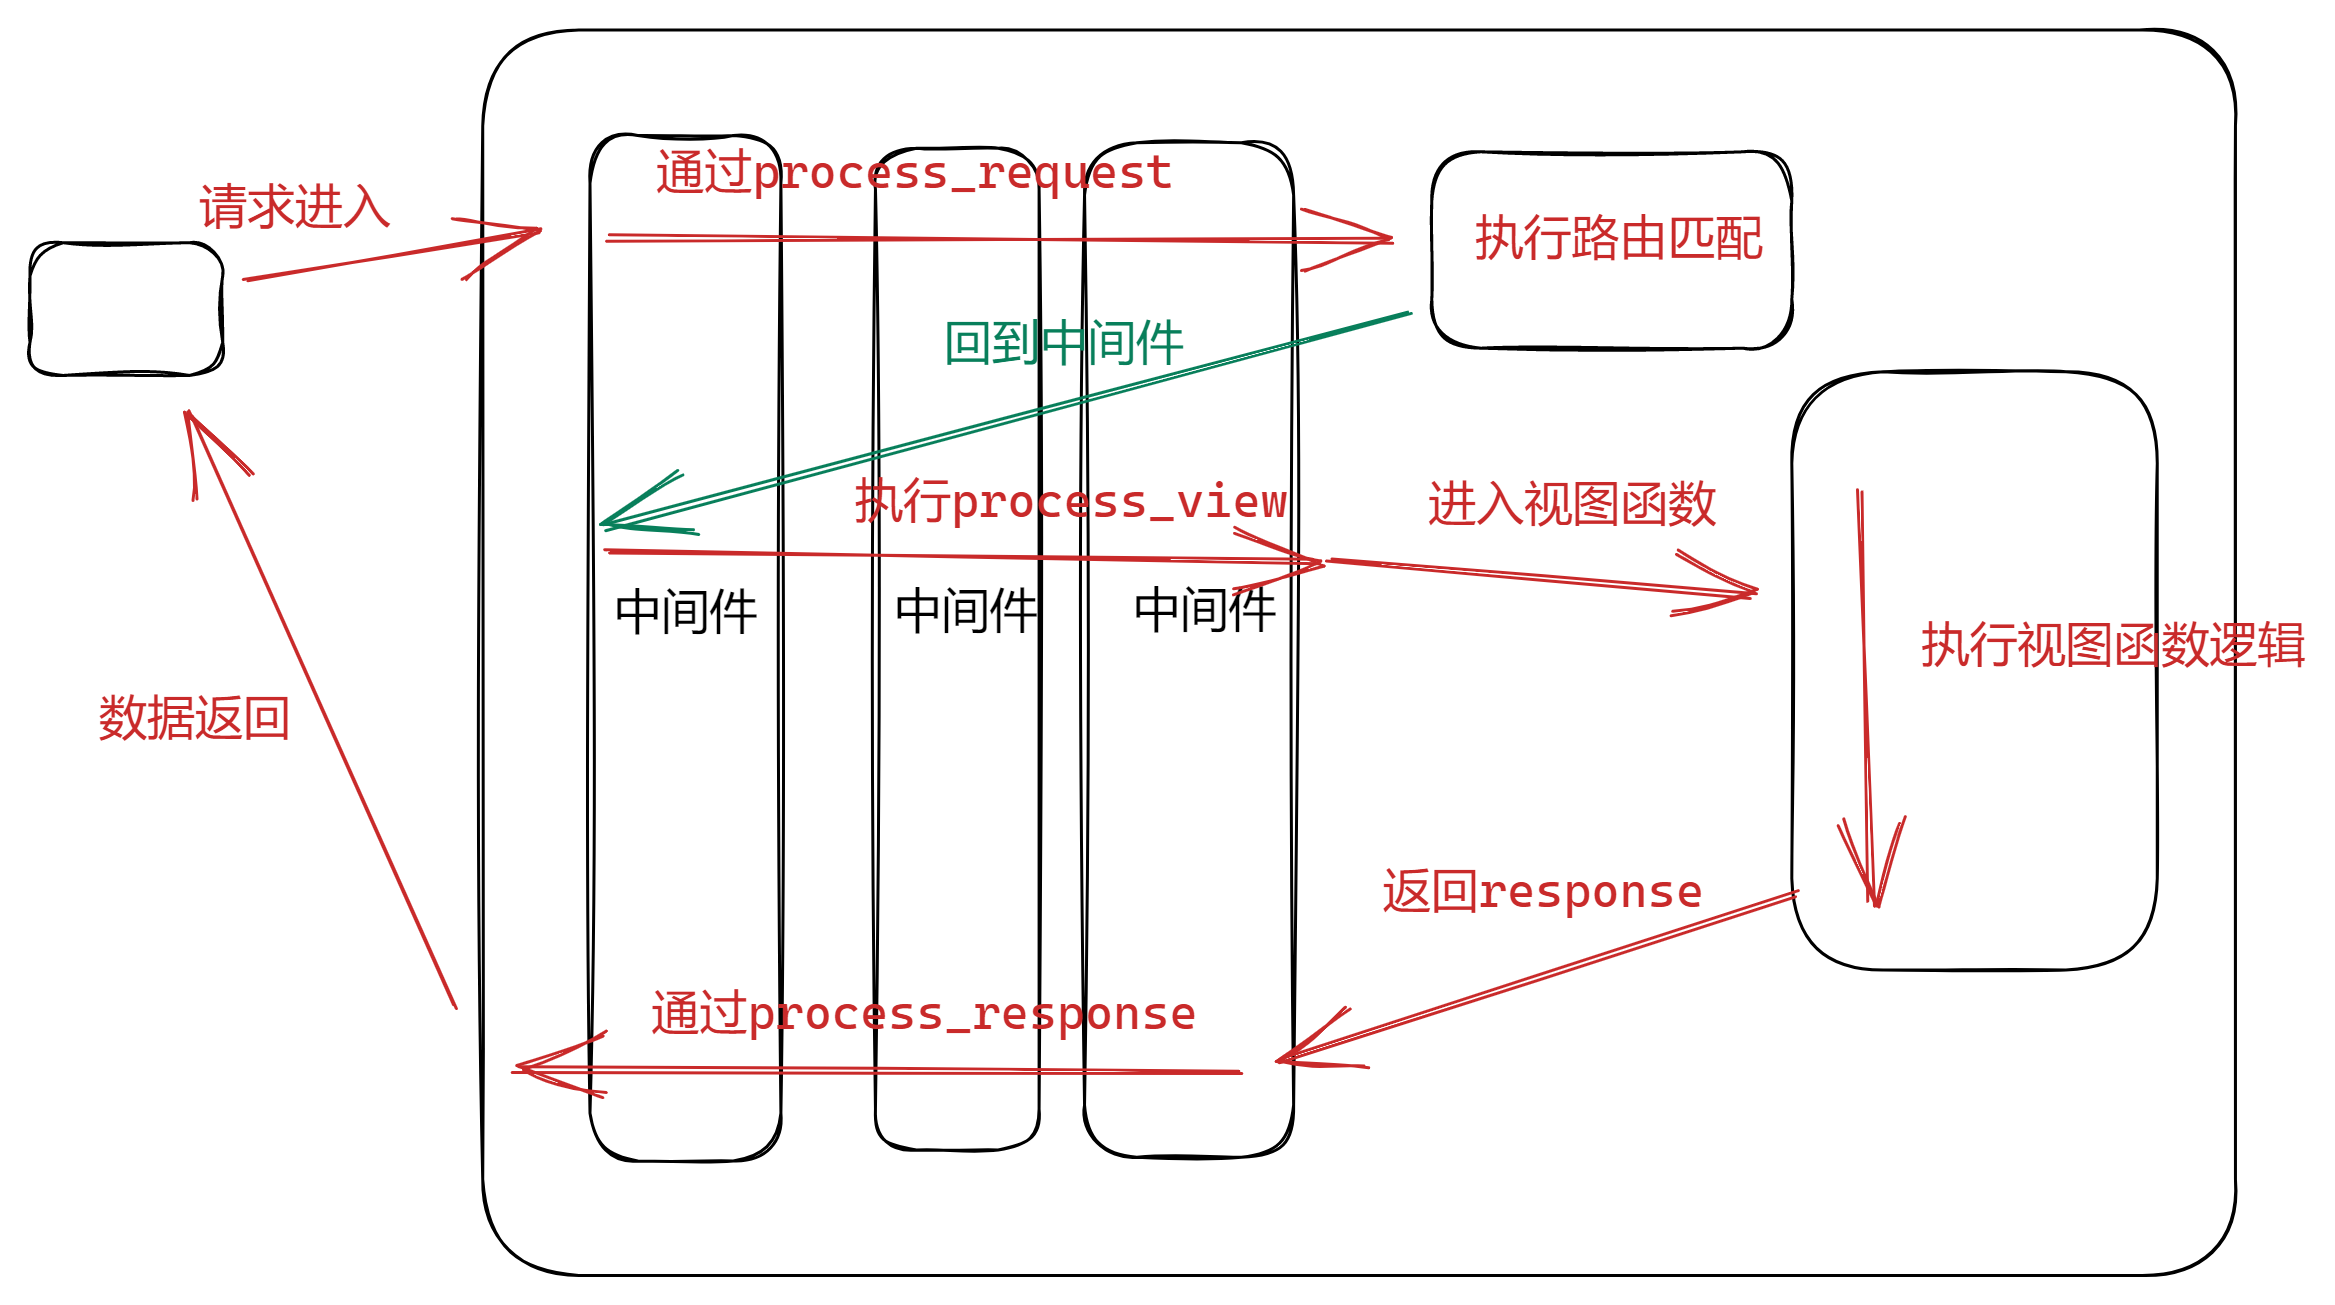 通过process_request
请求进入
执行路由匹配
回到中间件
执行process_view
进入视图函数
中间件
中间件
中间件
执行视图函数逻辑
数据返回
返回response
通过process_response